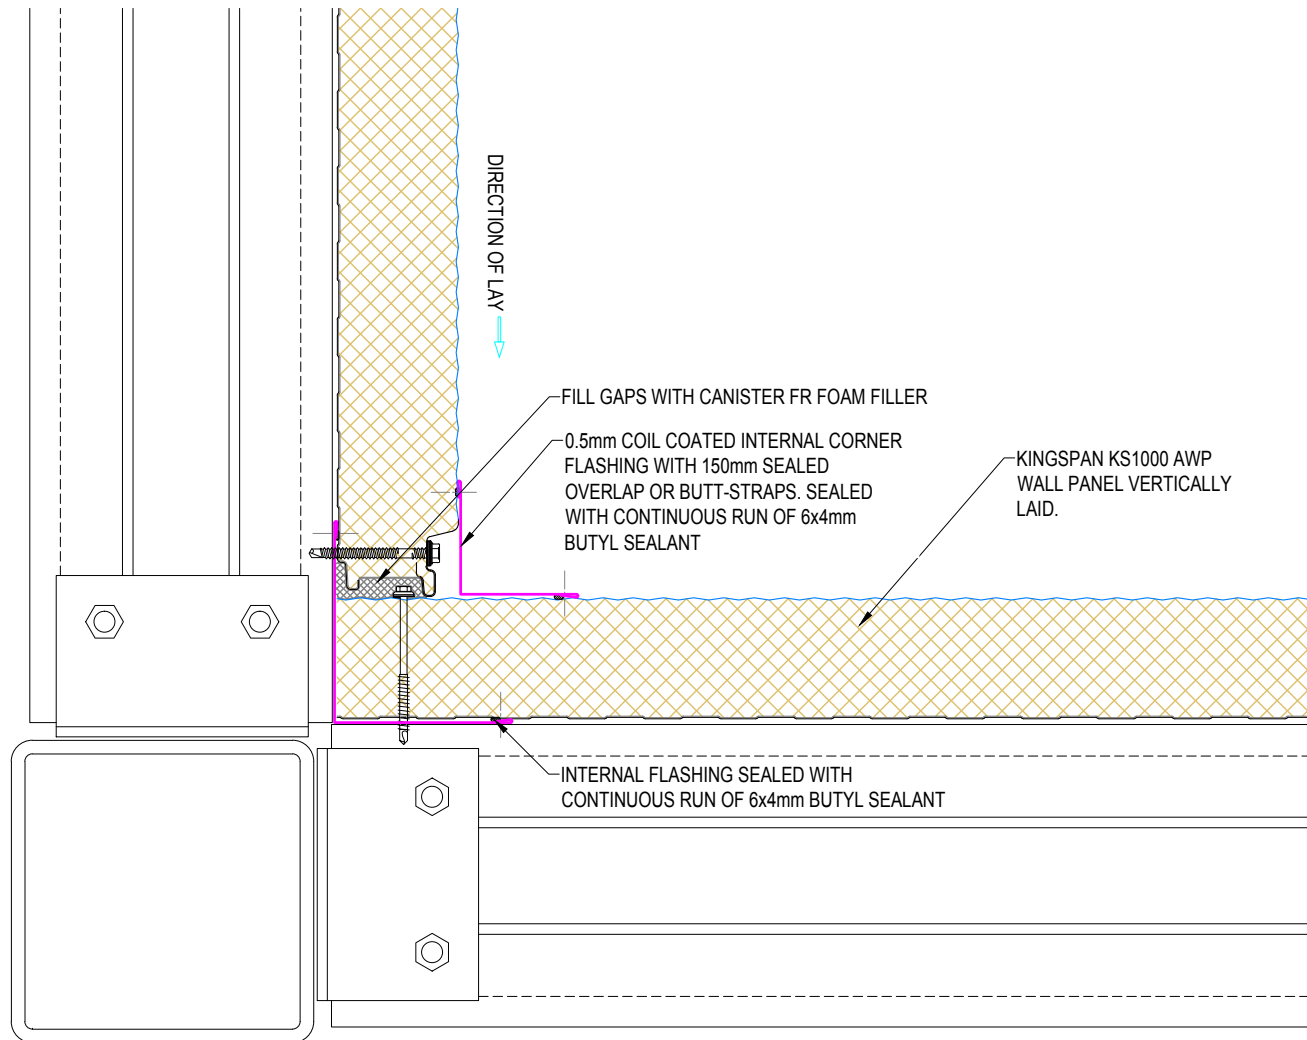 DIRECTION OF LAY
FILL GAPS WITH CANISTER FR FOAM FILLER
0.5mm COIL COATED INTERNAL CORNER
FLASHING WITH 150mm SEALED
OVERLAP OR BUTT-STRAPS. SEALED
WITH CONTINUOUS RUN OF 6x4mm
BUTYL SEALANT
KINGSPAN KS1000 AWP
WALL PANEL VERTICALLY
LAID.
INTERNAL FLASHING SEALED WITH
CONTINUOUS RUN OF 6x4mm BUTYL SEALANT